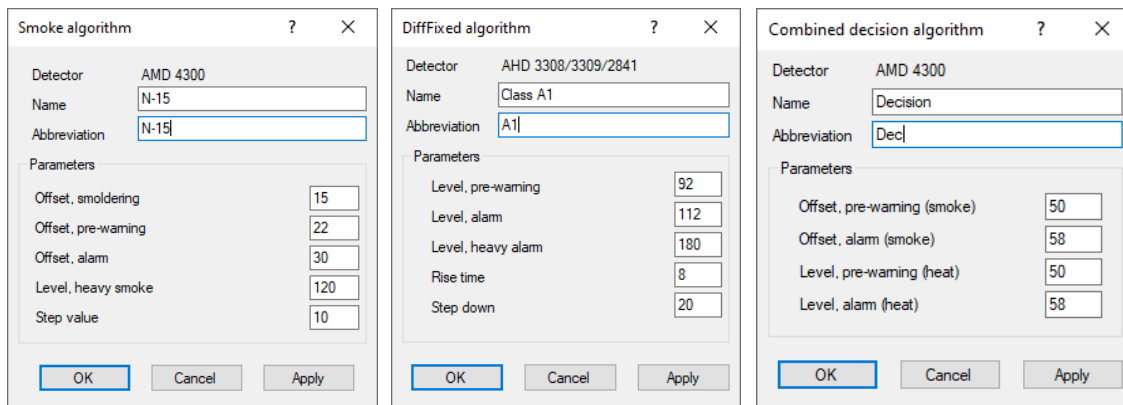 Smoke algorithm ? ×
Detector AMD 4300
Name N-15
Abbreviation N-15
Parameters
Offset, smoldering 15
Offset, pre-warning 22
Offset, alarm 30
Level, heavy smoke 120
Step value 10
OK Cancel Apply
DiffFixed algorithm ? ×
Detector AHD 3308/3309/2841
Name Class A1
Abbreviation A1
Parameters
Level, pre-warning 92
Level, alarm 112
Level, heavy alarm 180
Rise time 8
Step down 20
OK Cancel Apply
Combined decision algorithm ? ×
Detector AMD 4300
Name Decision
Abbreviation Dec
Parameters
Offset, pre-warning (smoke) 50
Offset, alarm (smoke) 58
Level, pre-warning (heat) 50
Level, alarm (heat) 58
OK Cancel Apply